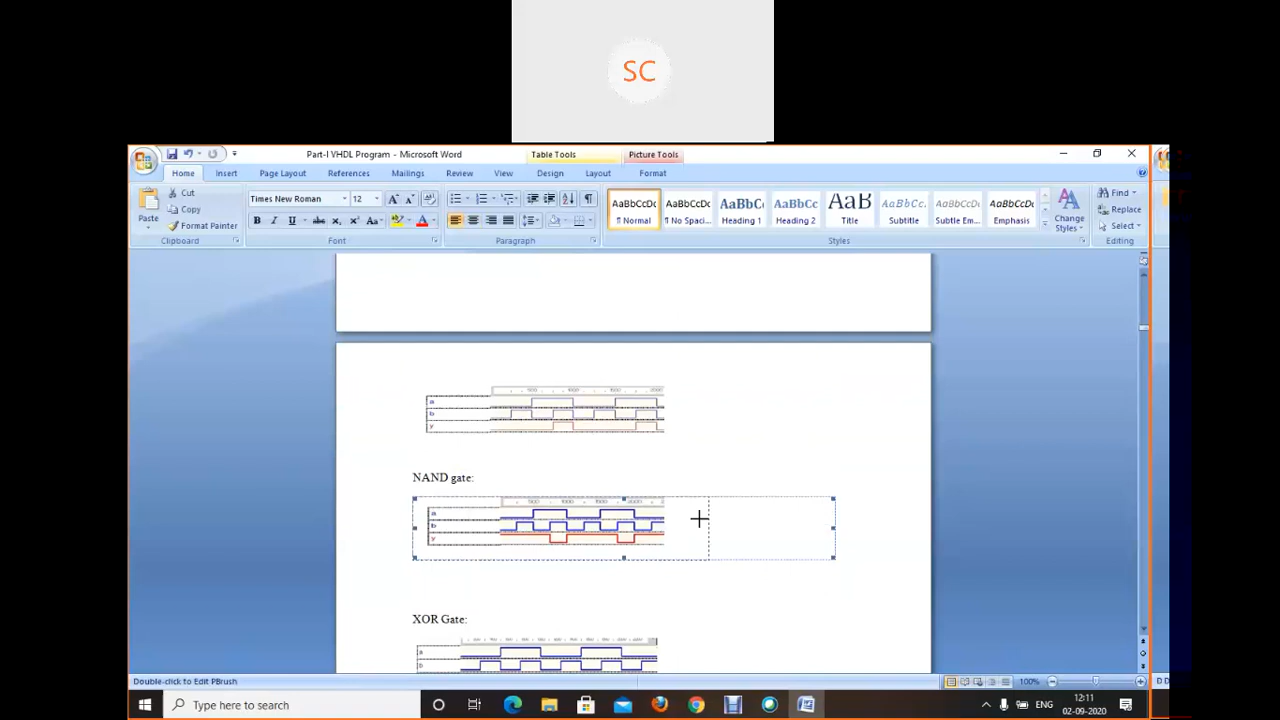 SC
Part-I VHDL Program - Microsoft Word
Table Tools
Picture Tools
Home
Insert
Page Layout
References
Mailings
Review
View
Design
Layout
Format
Paste
Cut
Copy
Format Painter
Clipboard
Times New Roman
12
Font
Paragraph
AaBbCcDc
¶ Normal
AaBbCcDc
¶ No Spaci...
AaBbC
Heading 1
AaBbCc
Heading 2
AaB
Title
AaBbCc
Subtitle
AaBbCcDc
Subtle Em...
AaBbCcDc
Emphasis
Change Styles
Styles
Find
Replace
Select
Editing
a
b
y
NAND gate:
500 1000 1500 2000
a
b
y
XOR Gate:
a
b
Double-click to Edit PBrush
100%
Type here to search
ENG
12:11
02-09-2020